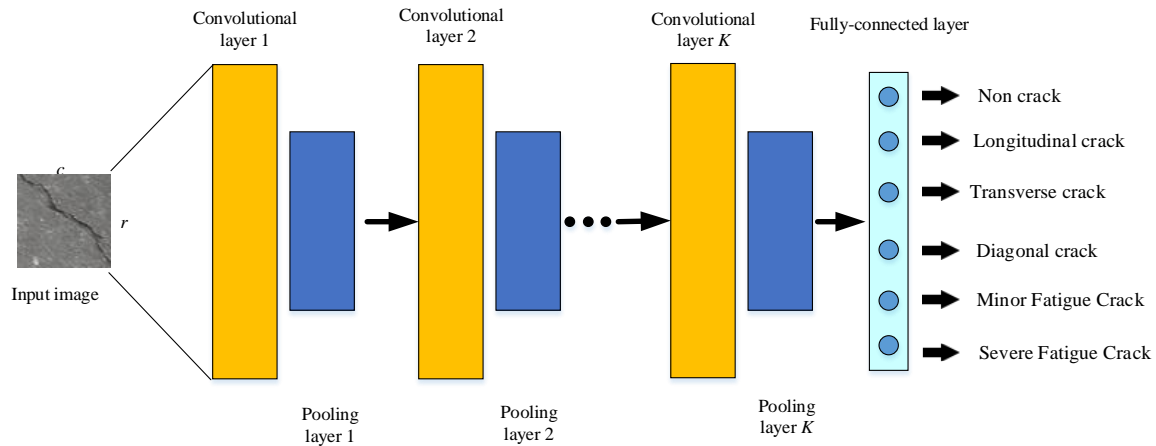 Convolutional
layer 1
Convolutional
layer 2
Convolutional
layer K
Fully-connected layer
c
r
Input image
Non crack
Longitudinal crack
Transverse crack
Diagonal crack
Minor Fatigue Crack
Severe Fatigue Crack
Pooling
layer 1
Pooling
layer 2
Pooling
layer K